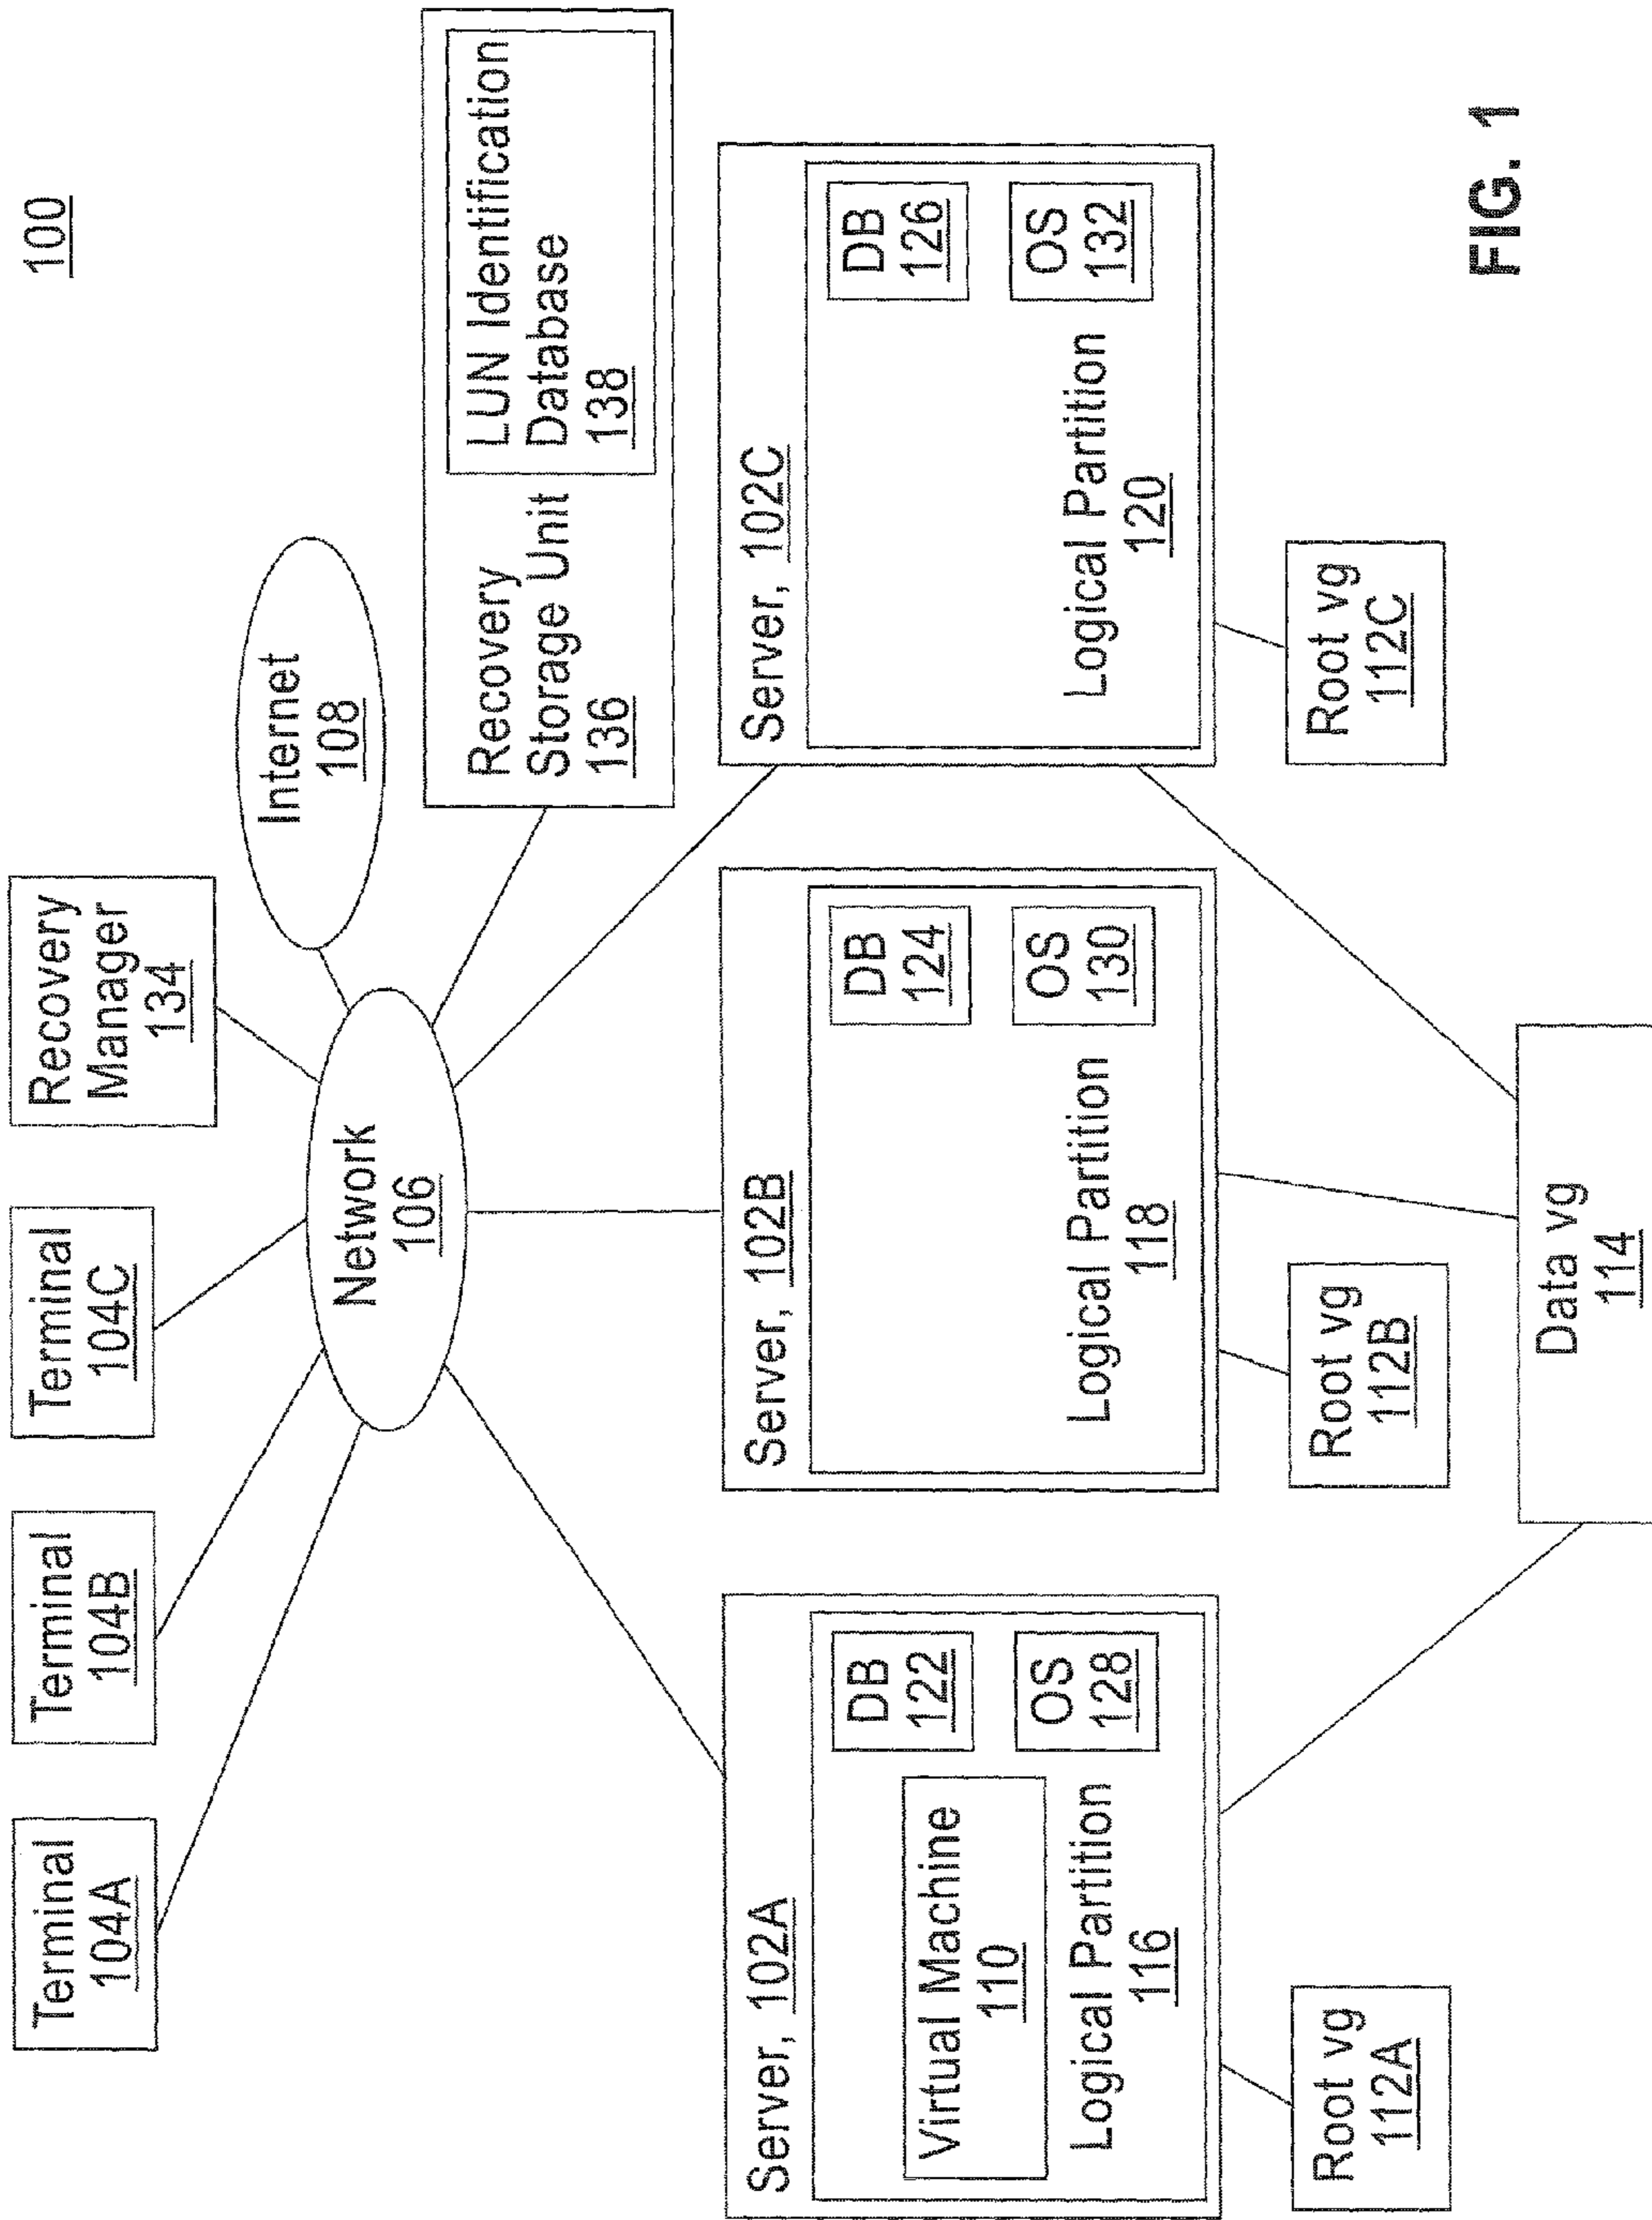 100
Terminal
104A
Terminal
104B
Terminal
104C
Recovery
Manager
134
Internet
108
Network
106
Recovery
Storage Unit
136
LUN Identification
Database
138
Server, 102A
Virtual Machine
110
DB
122
OS
128
Logical Partition
116
Server, 102B
DB
124
OS
130
Logical Partition
118
Server, 102C
DB
126
OS
132
Logical Partition
120
Root vg
112A
Root vg
112B
Root vg
112C
Data vg
114
FIG. 1